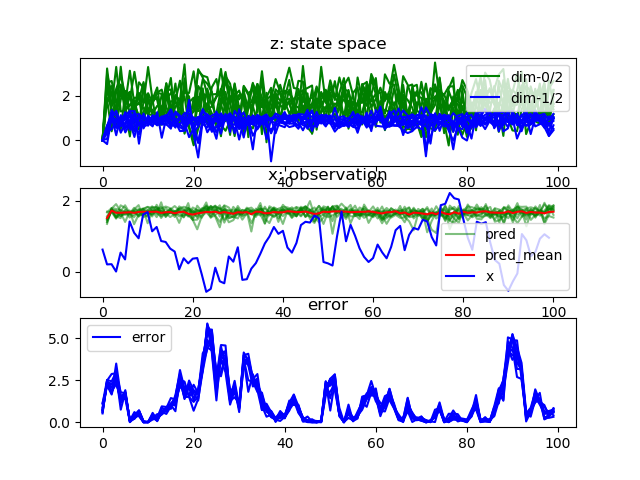 z: state space
2
0
dim-0/2
dim-1/2
0 20 40 60 80 100
x: observation
2
0
pred
pred_mean
x
0 20 40 60 80 100
error
5.0
2.5
0.0
error
0 20 40 60 80 100